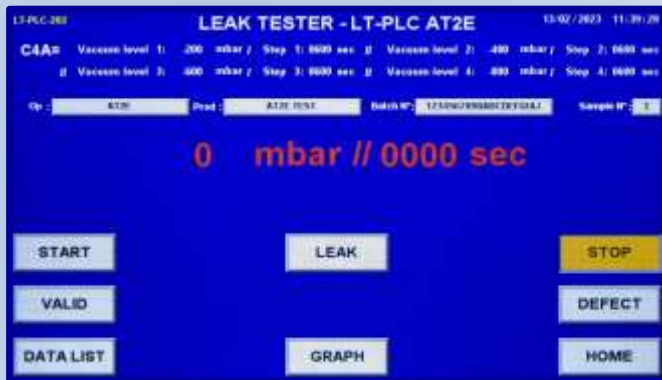 LT-PLC-202 LEAK TESTER - LT-PLC AT2E 13/02/2023 11:39:28
C4A= Vacuum level 1: -200 mbar / Step 1: 0600 sec // Vacuum level 2: -400 mbar / Step 2: 0600 sec
// Vacuum level 3: -600 mbar / Step 3: 0600 sec // Vacuum level 4: -800 mbar / Step 4: 0600 sec
Op : AT2E Prod : AT2E TEST Batch N°: Sample N°: 1
0 mbar // 0000 sec
START LEAK STOP
VALID DEFECT
DATA LIST GRAPH HOME